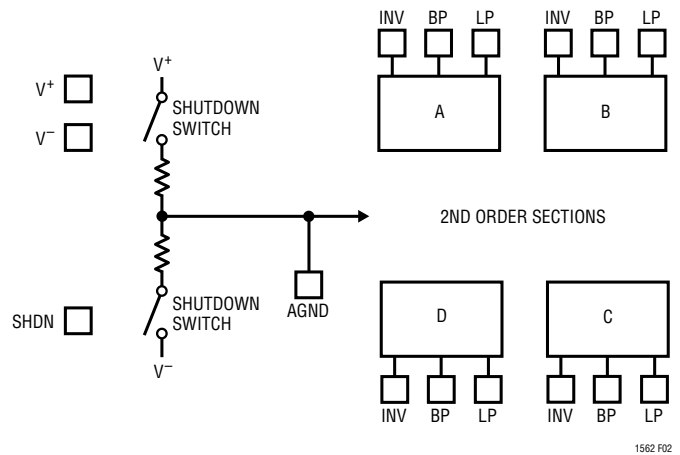 INV BP LP
INV BP LP
V+
V+
V−
SHUTDOWN
SWITCH
A
B
2ND ORDER SECTIONS
AGND
SHDN
SHUTDOWN
SWITCH
V−
D
C
INV BP LP
INV BP LP
1562 F02